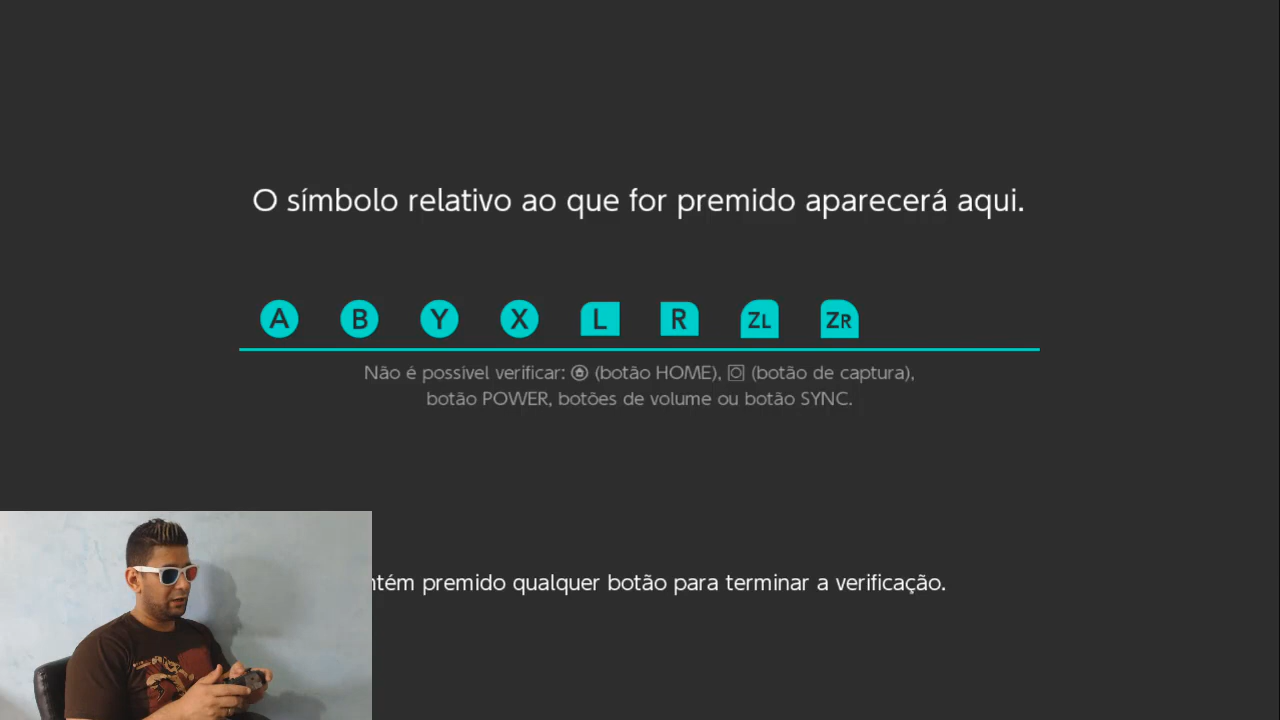 O símbolo relativo ao que for premido aparecerá aqui.
A B Y X L R ZL ZR
Não é possível verificar: (botão HOME), (botão de captura),
botão POWER, botões de volume ou botão SYNC.
ntém premido qualquer botão para terminar a verificação.